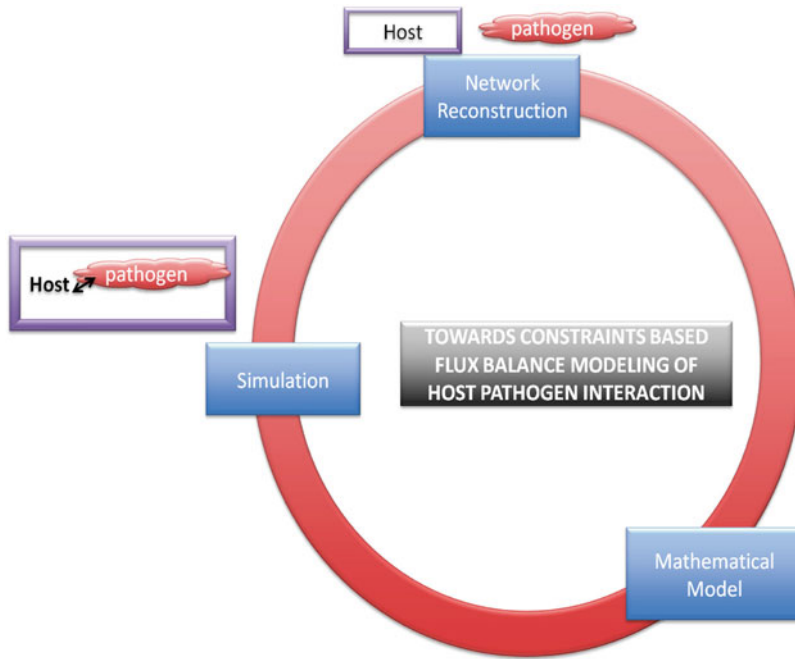 Host
pathogen
Network
Reconstruction
Host
pathogen
Simulation
TOWARDS CONSTRAINTS BASED
FLUX BALANCE MODELING OF
HOST PATHOGEN INTERACTION
Mathematical
Model